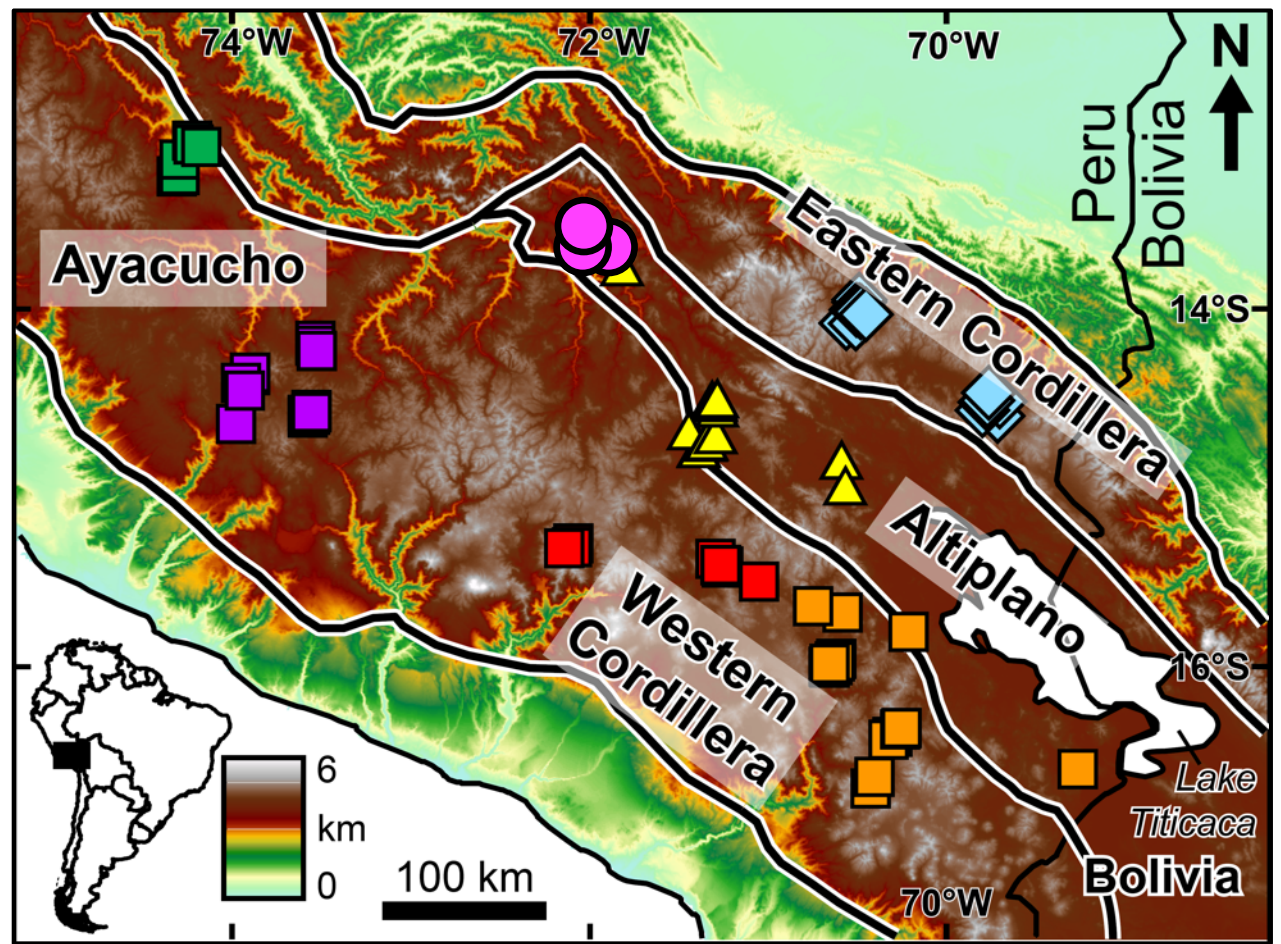 74°W
72°W
70°W
N
Peru
Bolivia
Eastern Cordillera
Ayacucho
14°S
Altiplano
Western
Cordillera
16°S
Lake
Titicaca
6
km
0
100 km
Bolivia
70°W